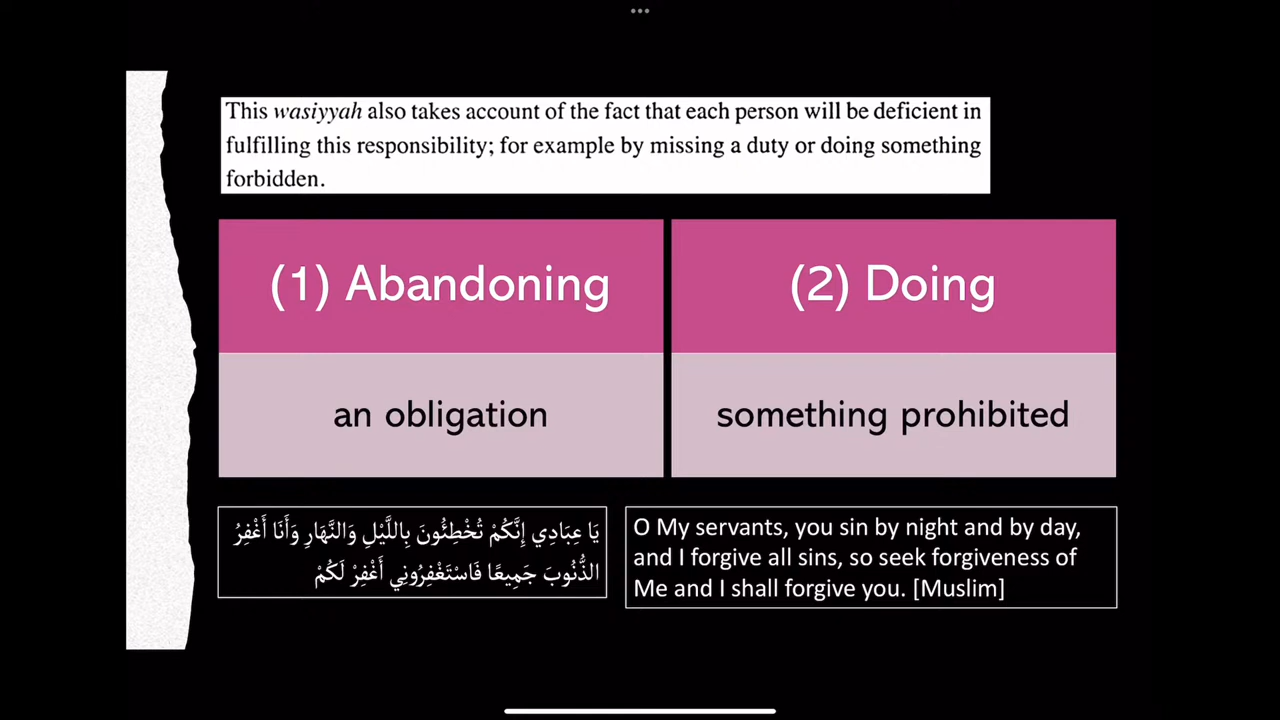 This wasiyyah also takes account of the fact that each person will be deficient in
fulfilling this responsibility; for example by missing a duty or doing something
forbidden.
(1) Abandoning
(2) Doing
an obligation
something prohibited
يَا عِبَادِي إِنَّكُمْ تُخْطِئُونَ بِاللَّيْلِ وَالنَّهَارِ وَأَنَا أَغْفِرُ
الذُّنُوبَ جَمِيعًا فَاسْتَغْفِرُونِي أَغْفِرْ لَكُمْ
O My servants, you sin by night and by day,
and I forgive all sins, so seek forgiveness of
Me and I shall forgive you. [Muslim]